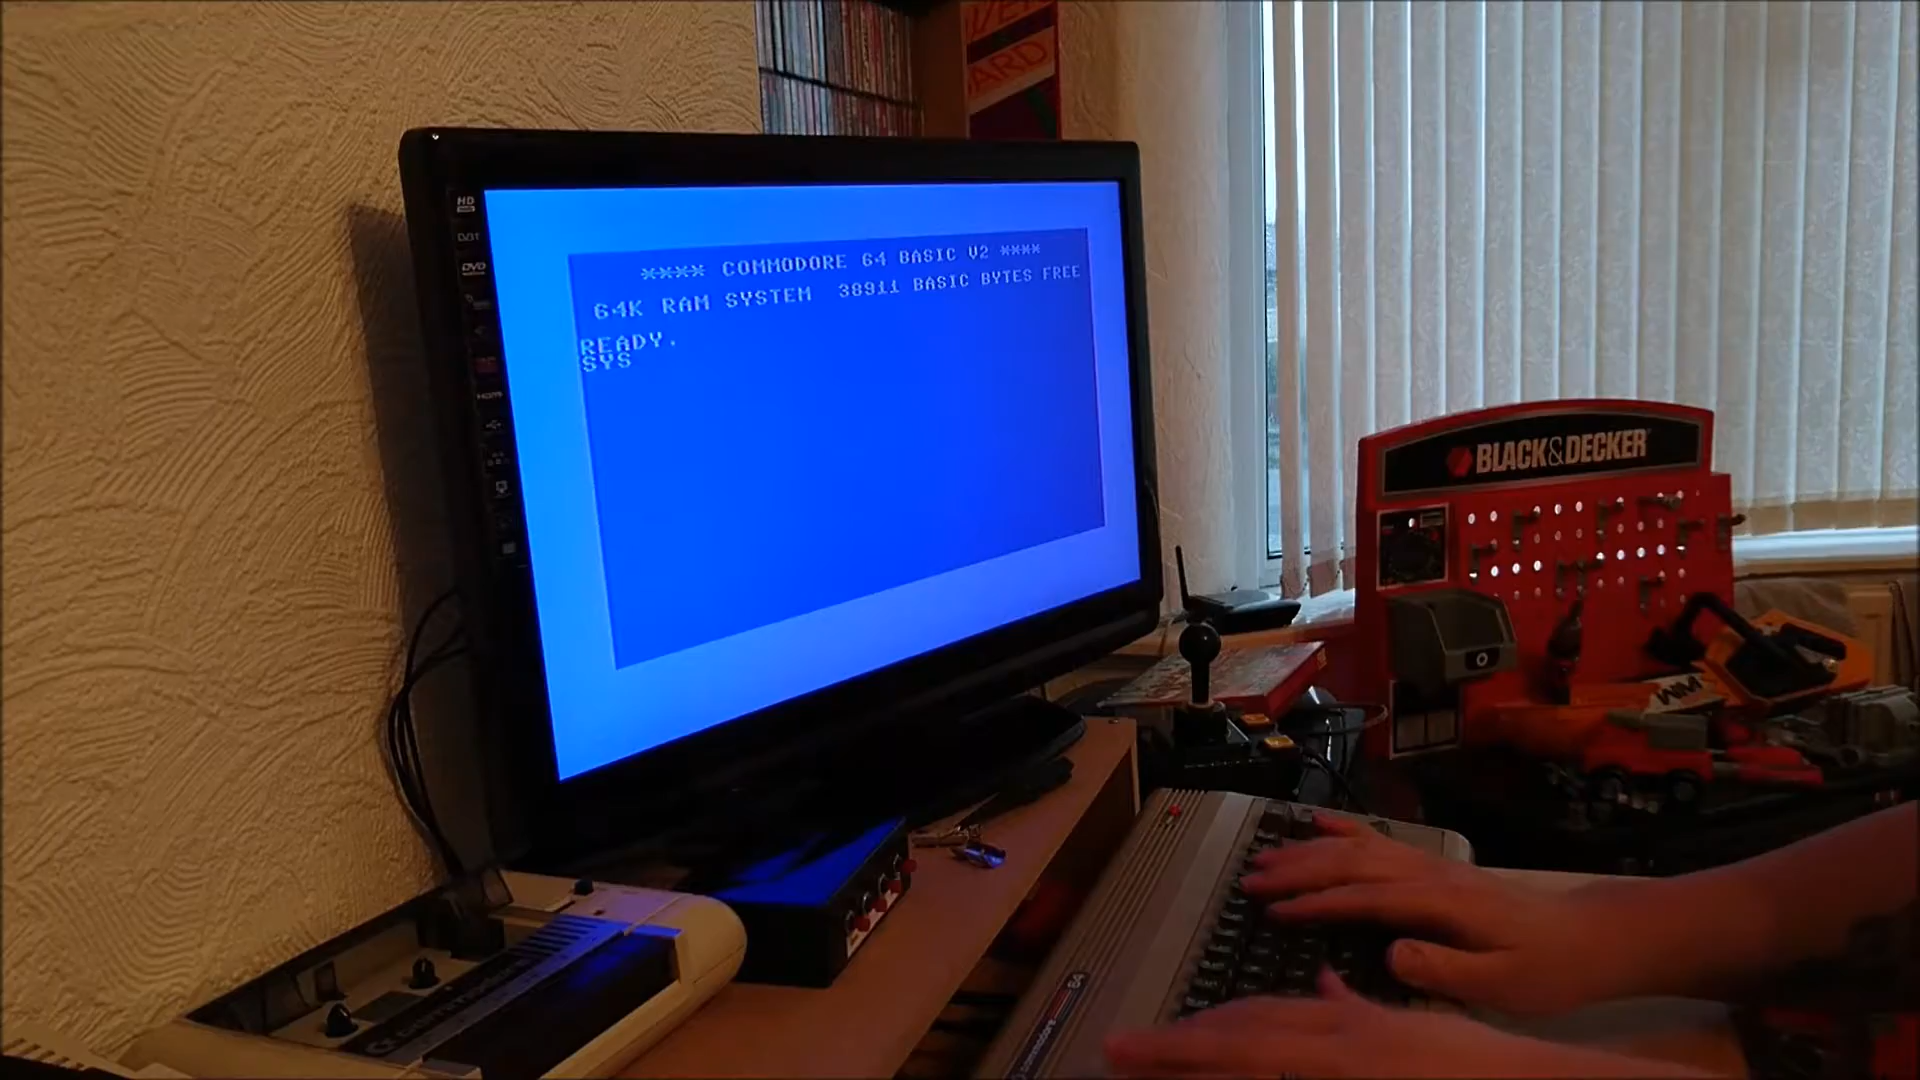 **** COMMODORE 64 BASIC V2 ****
64K RAM SYSTEM 38911 BASIC BYTES FREE
READY.
SYS
HD
DVD
HDMI
BLACK&DECKER
commodore 64